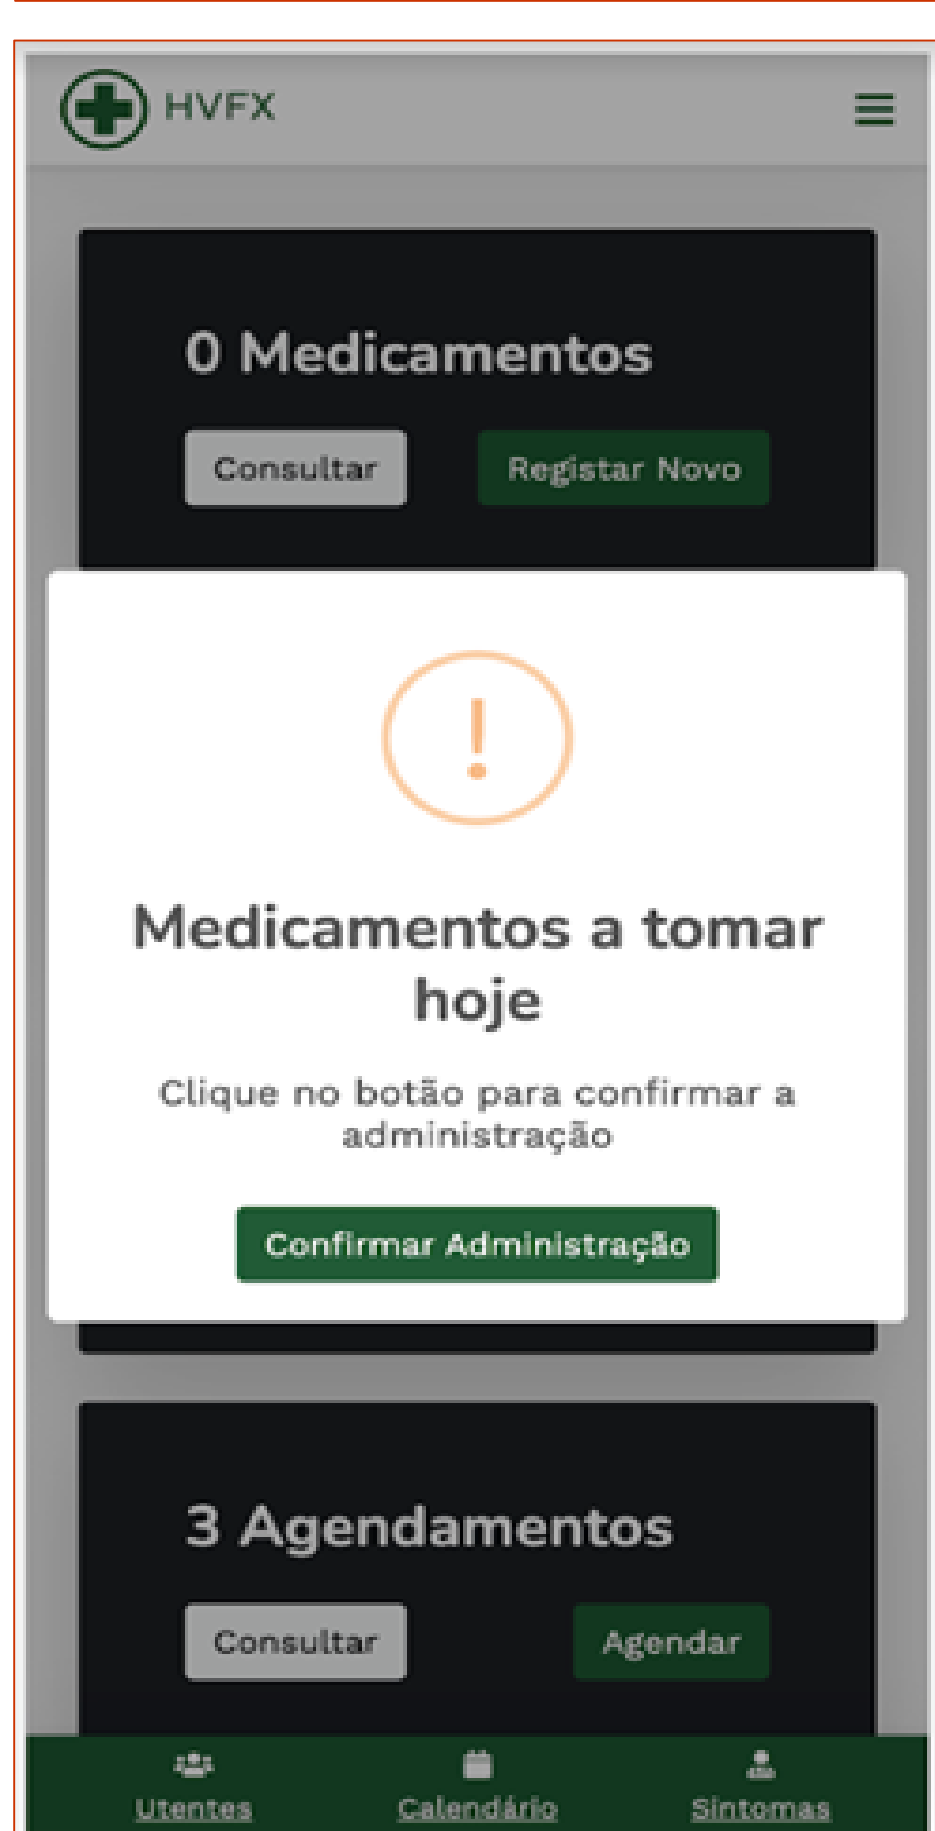 HVFX
0 Medicamentos
Consultar
Registar Novo
!
Medicamentos a tomar
hoje
Clique no botão para confirmar a
administração
Confirmar Administração
3 Agendamentos
Consultar
Agendar
Utentes
Calendário
Sintomas